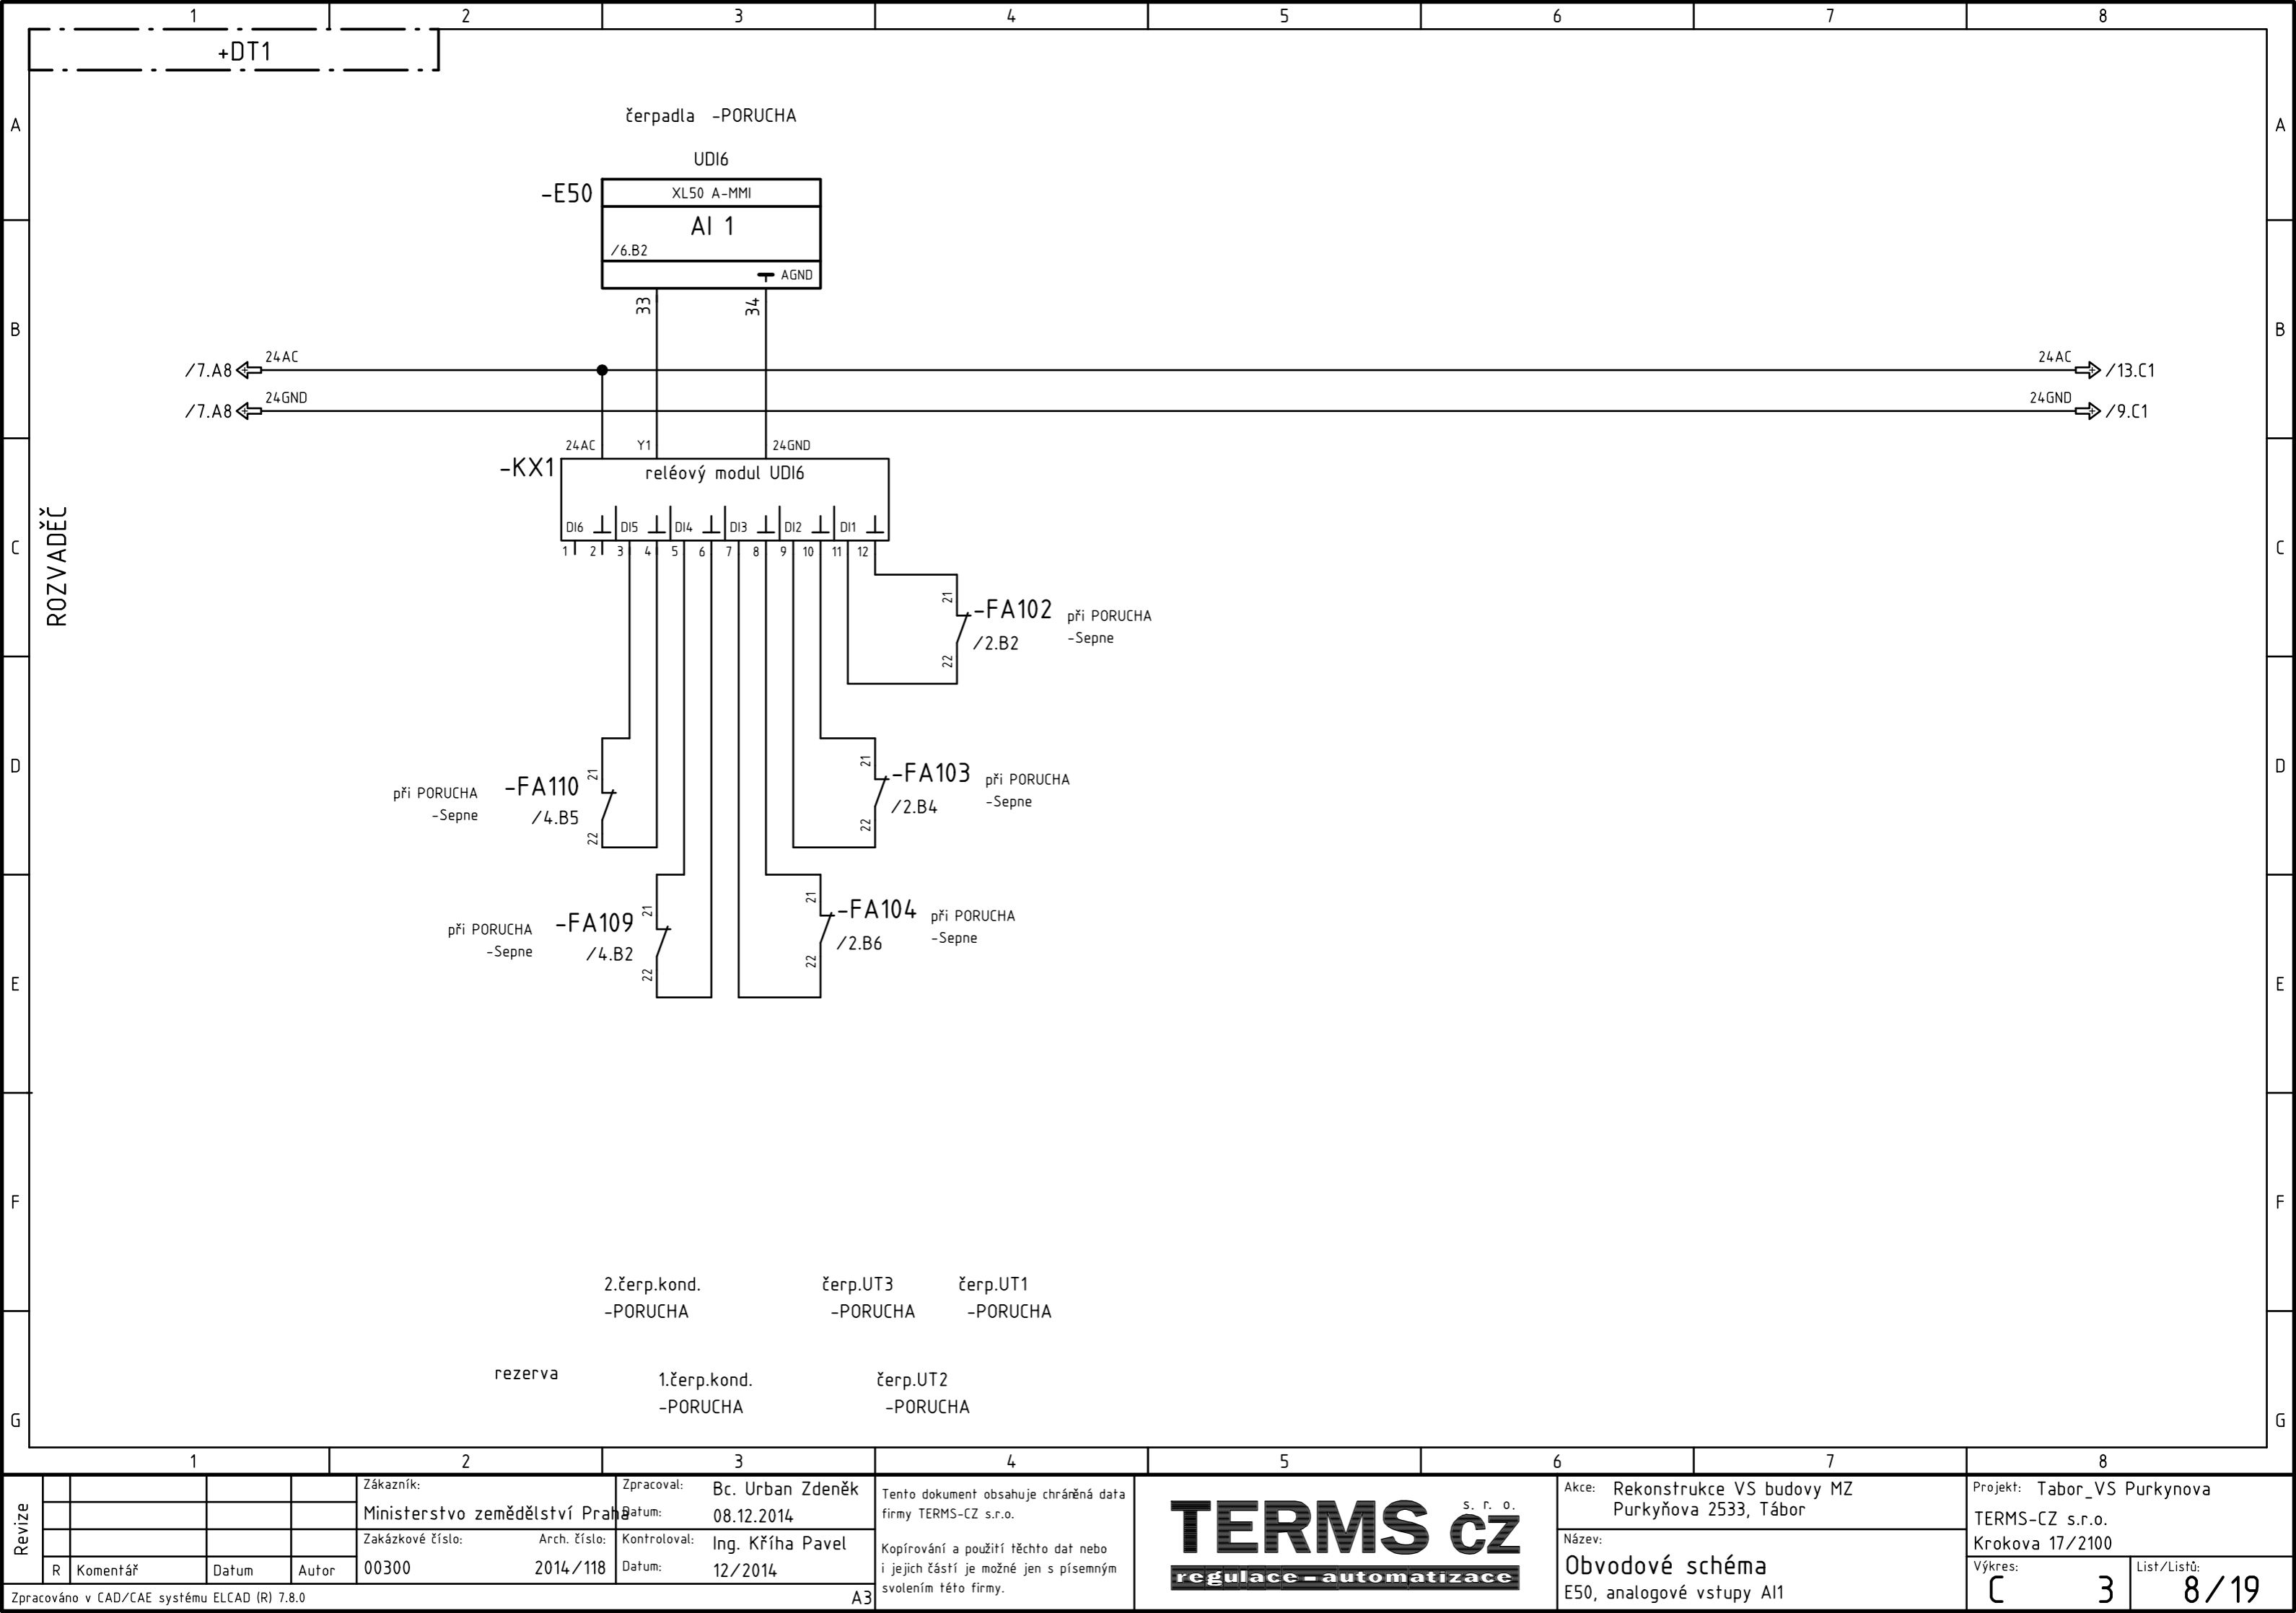 1 2 3 4 5 6 7 8
+DT1
A A
čerpadla -PORUCHA
UDI6
-E50 XL50 A-MMI
AI 1
/6.B2
AGND
33 34
B B
24AC 24AC
/7.A8 /13.C1
24GND 24GND
/7.A8 /9.C1
24AC Y1 24GND
-KX1 reléový modul UDI6
ROZVADĚČ
DI6 DI5 DI4 DI3 DI2 DI1
C C
1 2 3 4 5 6 7 8 9 10 11 12
21
-FA102 při PORUCHA
/2.B2 -Sepne
22
D D
21
-FA110
při PORUCHA
-Sepne
/4.B5
22
21
-FA103 při PORUCHA
/2.B4 -Sepne
22
21
-FA109
při PORUCHA
-Sepne
/4.B2
22
21
-FA104 při PORUCHA
/2.B6 -Sepne
22
E E
F F
2.čerp.kond. čerp.UT3 čerp.UT1
-PORUCHA -PORUCHA -PORUCHA
rezerva
1.čerp.kond. čerp.UT2
-PORUCHA -PORUCHA
G G
1 2 3 4 5 6 7 8
Revize
R Komentář Datum Autor
Zpracováno v CAD/CAE systému ELCAD (R) 7.8.0
A3
Zákazník:
Ministerstvo zemědělství Praha
Zakázkové číslo: Arch. číslo:
00300 2014/118
Zpracoval: Bc. Urban Zdeněk
Datum: 08.12.2014
Kontroloval: Ing. Kříha Pavel
Datum: 12/2014
Tento dokument obsahuje chráněná data
firmy TERMS-CZ s.r.o.
Kopírování a použití těchto dat nebo
i jejich částí je možné jen s písemným
svolením této firmy.
TERMS CZ s. r. o.
regulace - automatizace
Akce: Rekonstrukce VS budovy MZ
Purkyňova 2533, Tábor
Název:
Obvodové schéma
E50, analogové vstupy AI1
Projekt: Tabor_VS Purkynova
TERMS-CZ s.r.o.
Krokova 17/2100
Výkres: List/Listů:
C 3 8/19